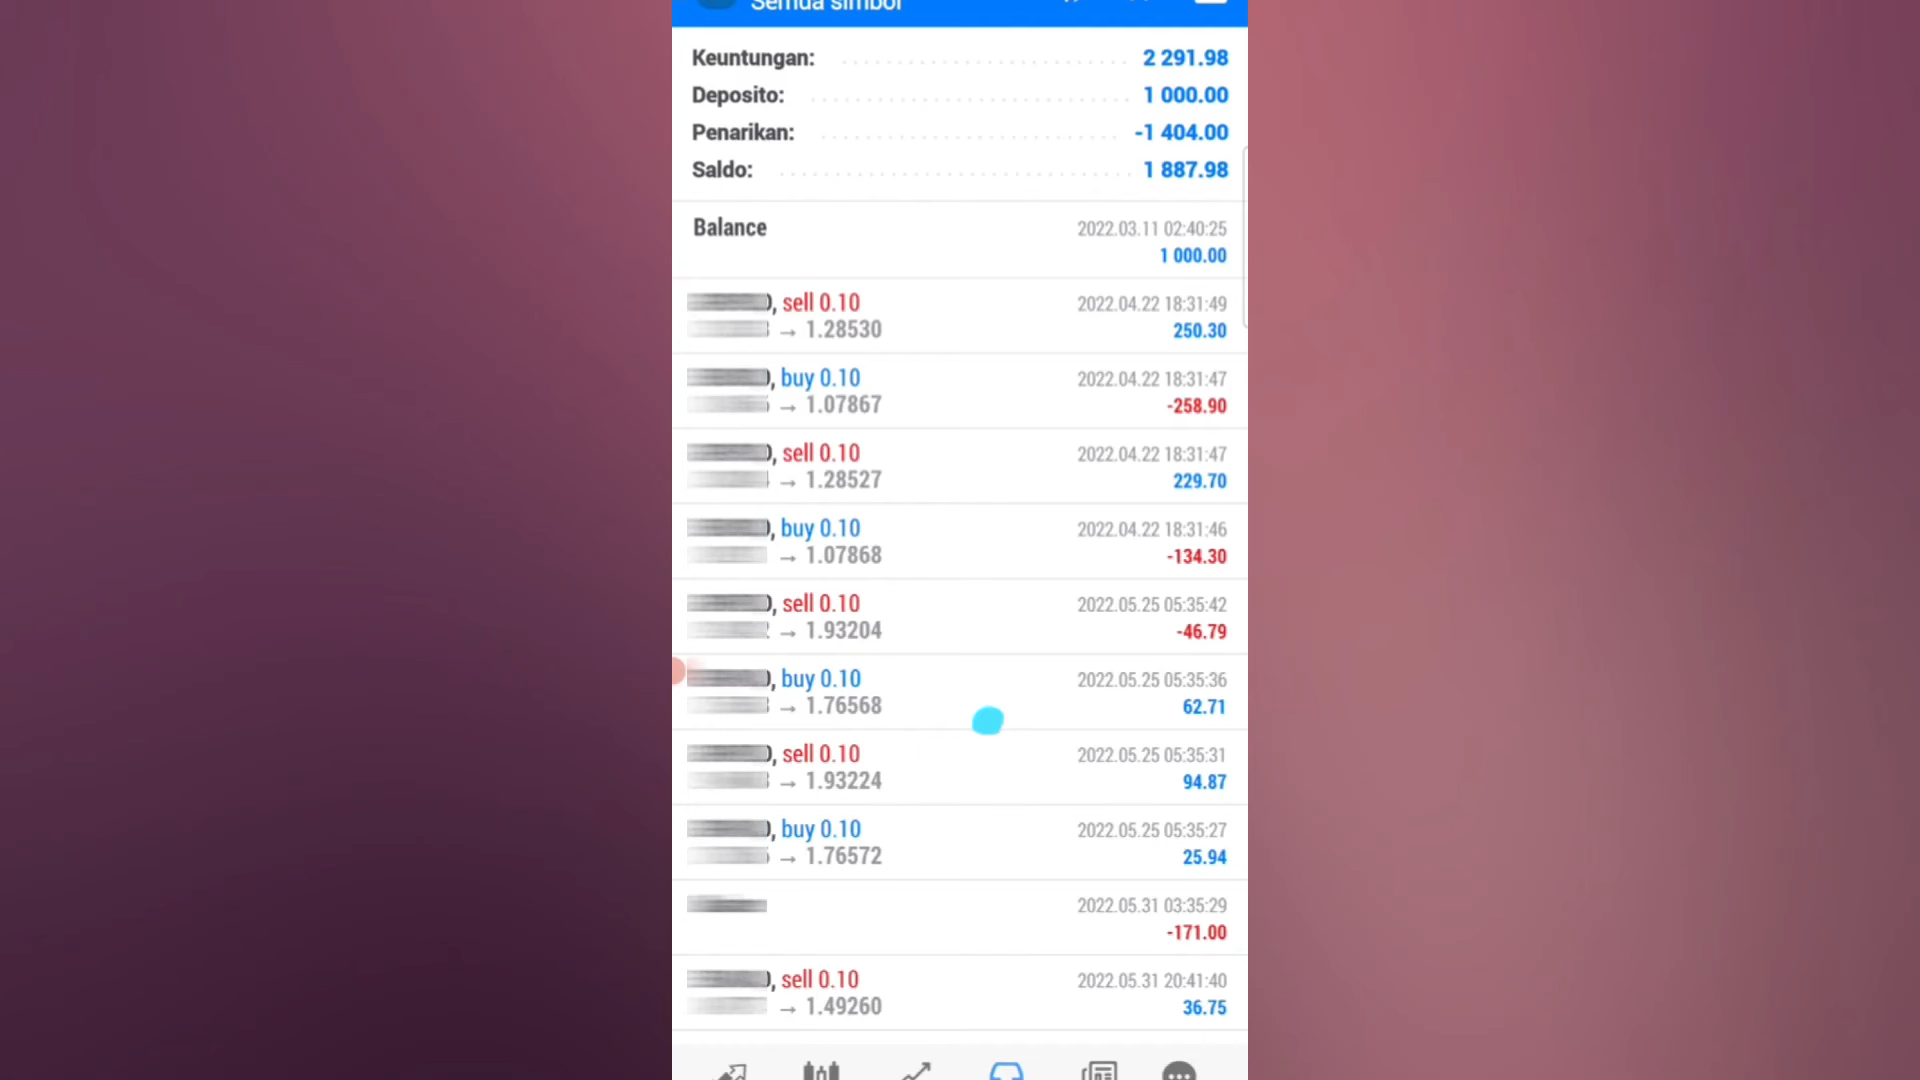 Semua simbol
Keuntungan: 2 291.98
Deposito: 1 000.00
Penarikan: -1 404.00
Saldo: 1 887.98
Balance 2022.03.11 02:40:25
1 000.00
, sell 0.10 2022.04.22 18:31:49
→ 1.28530 250.30
, buy 0.10 2022.04.22 18:31:47
→ 1.07867 -258.90
, sell 0.10 2022.04.22 18:31:47
→ 1.28527 229.70
, buy 0.10 2022.04.22 18:31:46
→ 1.07868 -134.30
, sell 0.10 2022.05.25 05:35:42
→ 1.93204 -46.79
, buy 0.10 2022.05.25 05:35:36
→ 1.76568 62.71
, sell 0.10 2022.05.25 05:35:31
→ 1.93224 94.87
, buy 0.10 2022.05.25 05:35:27
→ 1.76572 25.94
2022.05.31 03:35:29
-171.00
, sell 0.10 2022.05.31 20:41:40
→ 1.49260 36.75